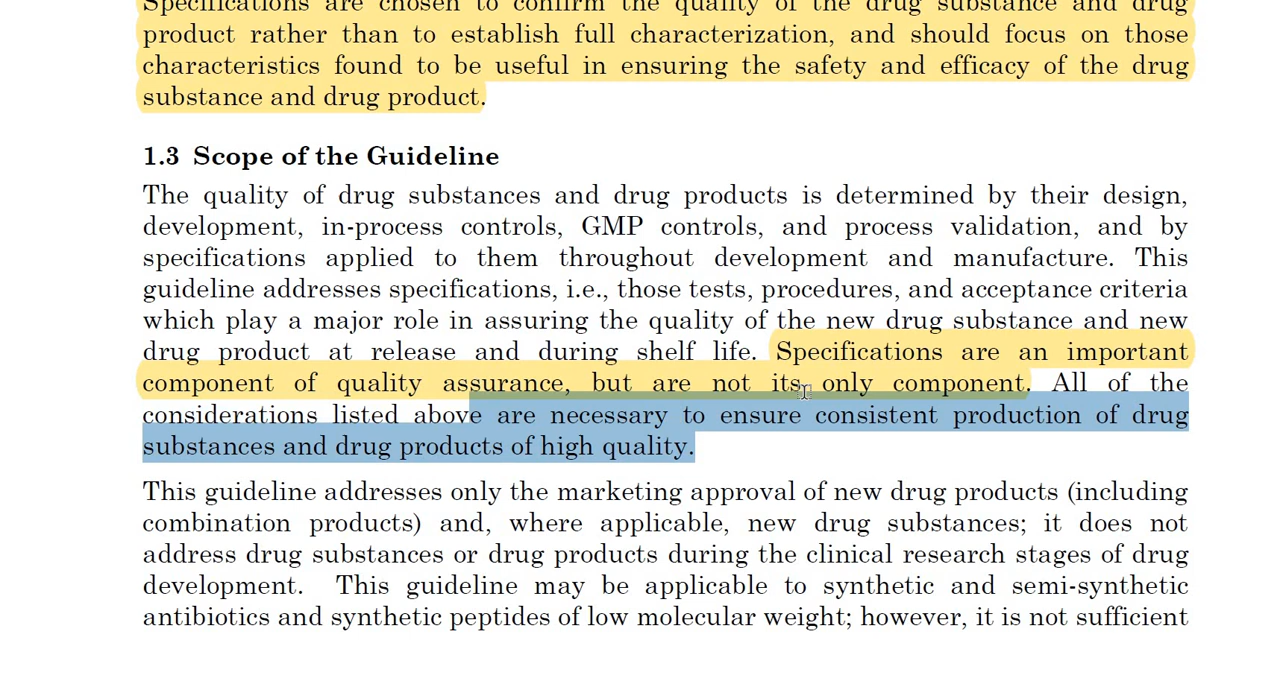 Specifications are chosen to confirm the quality of the drug substance and drug
product rather than to establish full characterization, and should focus on those
characteristics found to be useful in ensuring the safety and efficacy of the drug
substance and drug product.
1.3 Scope of the Guideline
The quality of drug substances and drug products is determined by their design,
development, in-process controls, GMP controls, and process validation, and by
specifications applied to them throughout development and manufacture. This
guideline addresses specifications, i.e., those tests, procedures, and acceptance criteria
which play a major role in assuring the quality of the new drug substance and new
drug product at release and during shelf life. Specifications are an important
component of quality assurance, but are not its only component. All of the
considerations listed above are necessary to ensure consistent production of drug
substances and drug products of high quality.
This guideline addresses only the marketing approval of new drug products (including
combination products) and, where applicable, new drug substances; it does not
address drug substances or drug products during the clinical research stages of drug
development. This guideline may be applicable to synthetic and semi-synthetic
antibiotics and synthetic peptides of low molecular weight; however, it is not sufficient